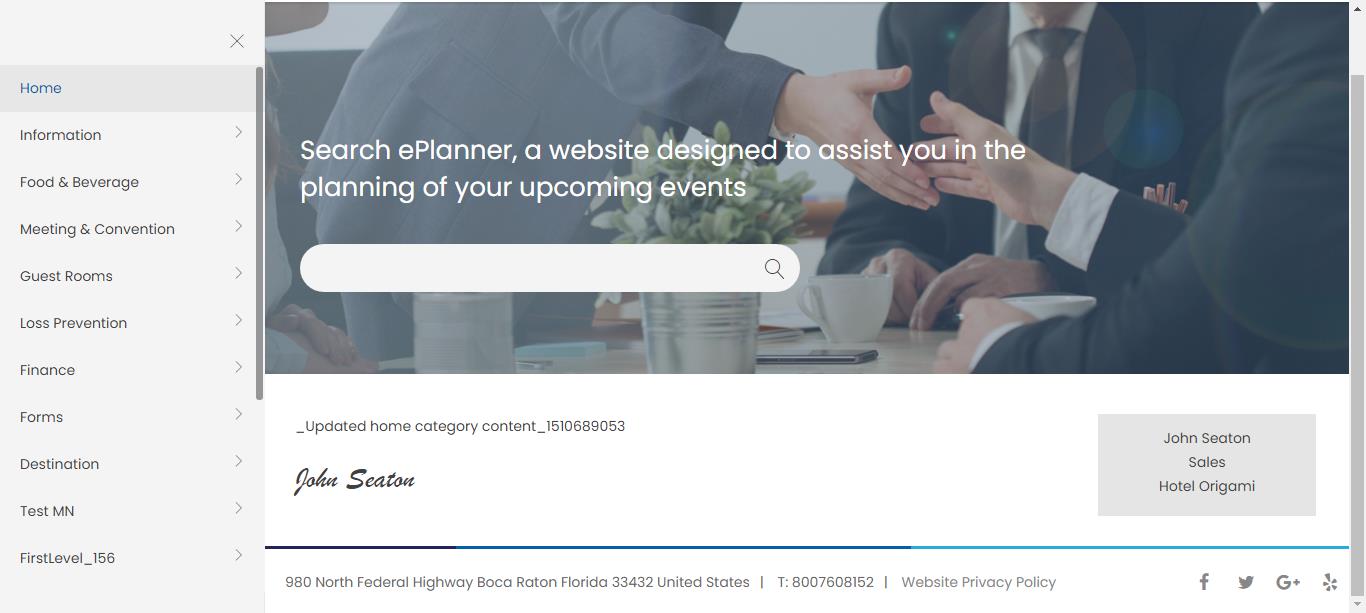 Home
Information
Food & Beverage
Meeting & Convention
Guest Rooms
Loss Prevention
Finance
Forms
Destination
Test MN
FirstLevel_156
Search ePlanner, a website designed to assist you in the
planning of your upcoming events
_Updated home category content_1510689053
John Seaton
John Seaton
Sales
Hotel Origami
980 North Federal Highway Boca Raton Florida 33432 United States | T: 8007608152 | Website Privacy Policy